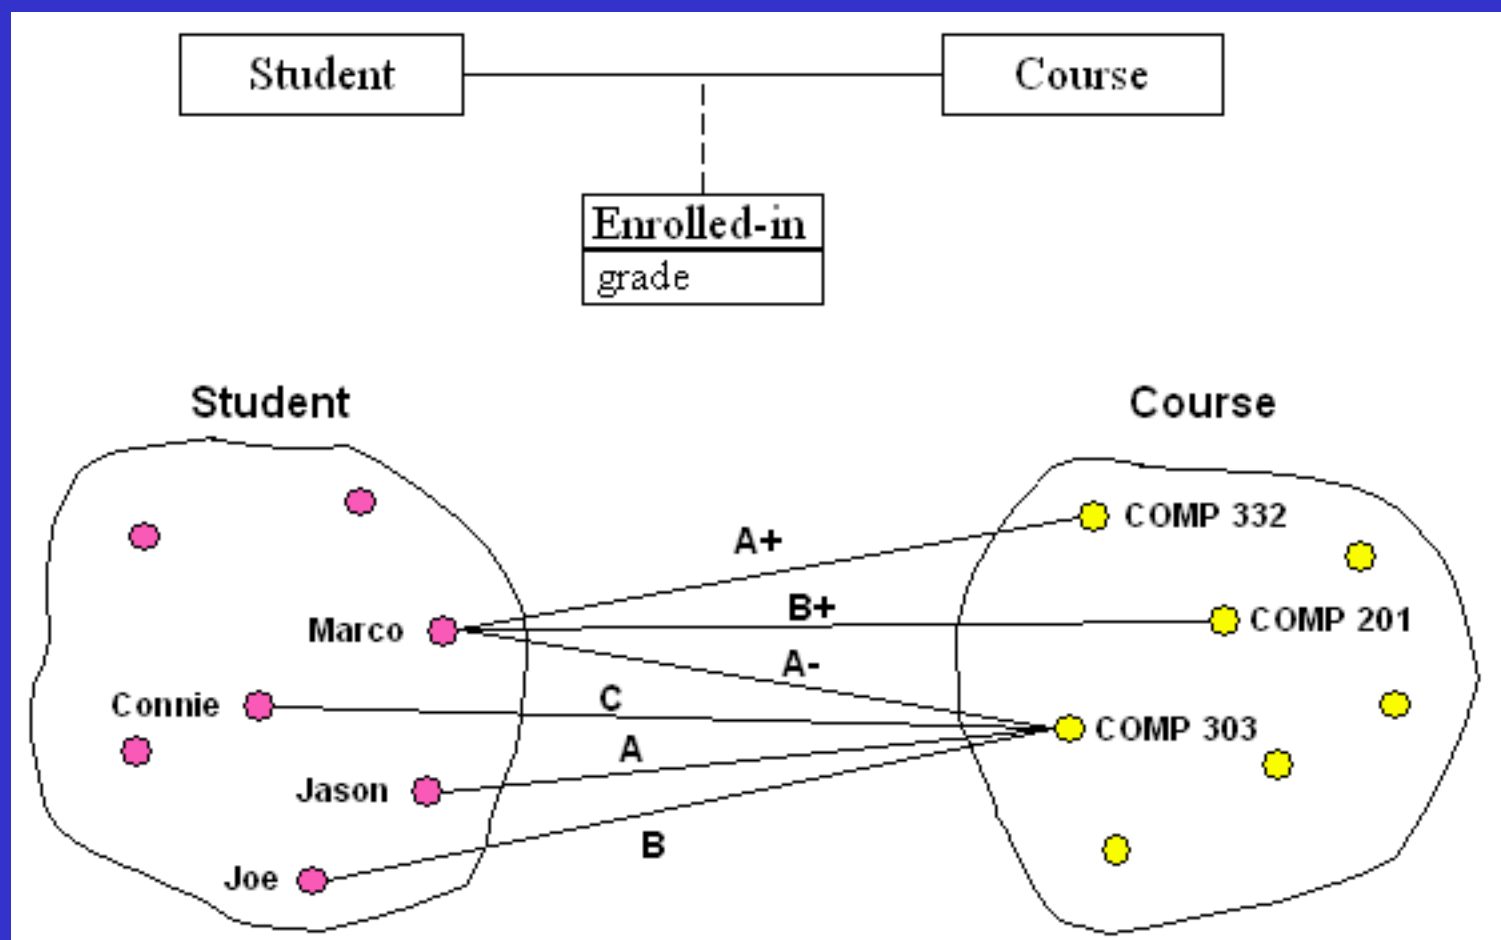 Student
Course
Enrolled-in
grade
Student
Course
A+
COMP 332
B+
COMP 201
Marco
A-
C
Connie
COMP 303
A
Jason
B
Joe